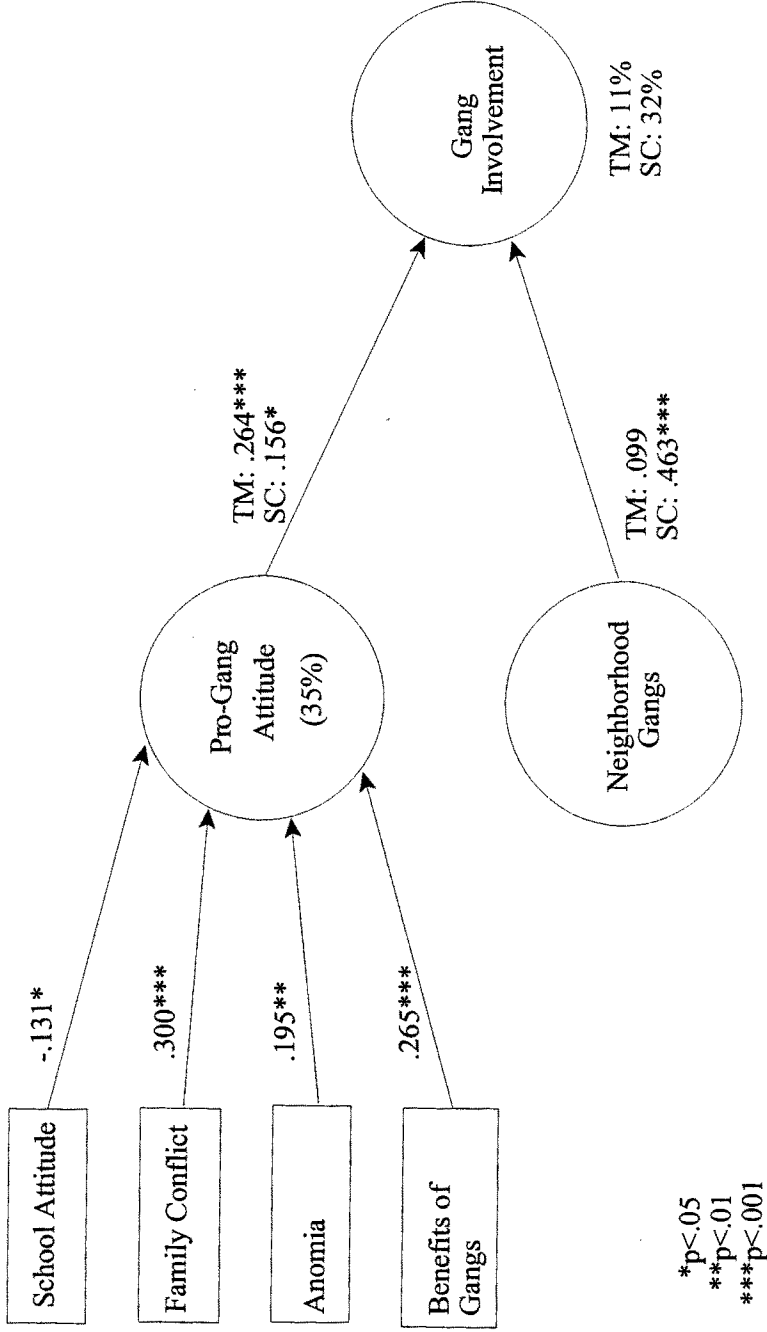 School Attitude
Family Conflict
Anomia
Benefits of
Gangs
-.131*
.300***
.195**
.265***
Pro-Gang
Attitude
(35%)
Neighborhood
Gangs
TM: .264***
SC: .156*
TM: .099
SC: .463***
Gang
Involvement
TM: 11%
SC: 32%
*p<.05
**p<.01
***p<.001